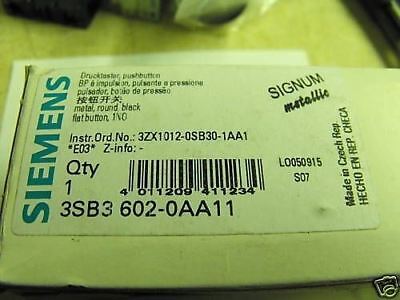 SIEMENS
Drucktaster, pushbutton
BP à impulsion, pulsante a pressione
pulsador, botão de pressão
按钮开关
metal, round, black
flat button, 1NO
SIGNUM
metallic
Instr.Ord.No.: 3ZX1012-0SB30-1AA1
*E03* Z-info: -
Qty
1
4 011209 411234
LO050915
S07
Made in Czech Rep.
HECHO EN REP. CHECA
3SB3 602-0AA11